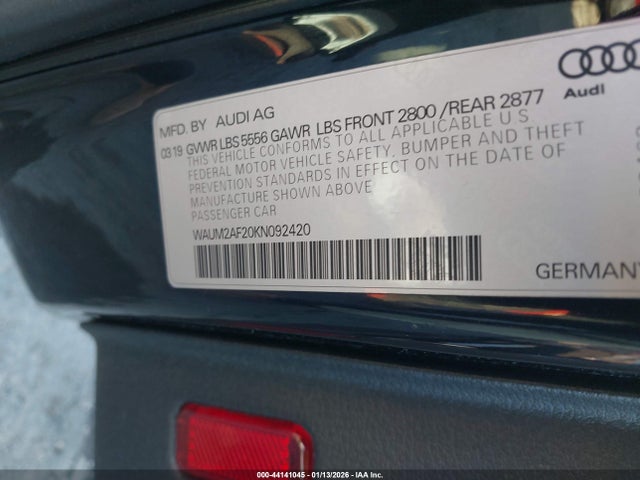 MFD. BY AUDI AG
Audi
03 19 GVWR LBS 5556 GAWR LBS FRONT 2800 /REAR 2877
THIS VEHICLE CONFORMS TO ALL APPLICABLE U S
FEDERAL MOTOR VEHICLE SAFETY, BUMPER AND THEFT
PREVENTION STANDARDS IN EFFECT ON THE DATE OF
MANUFACTURE SHOWN ABOVE
PASSENGER CAR
WAUM2AF20KN092420
GERMANY
000-44141045 | 01/13/2026 | IAA Inc.